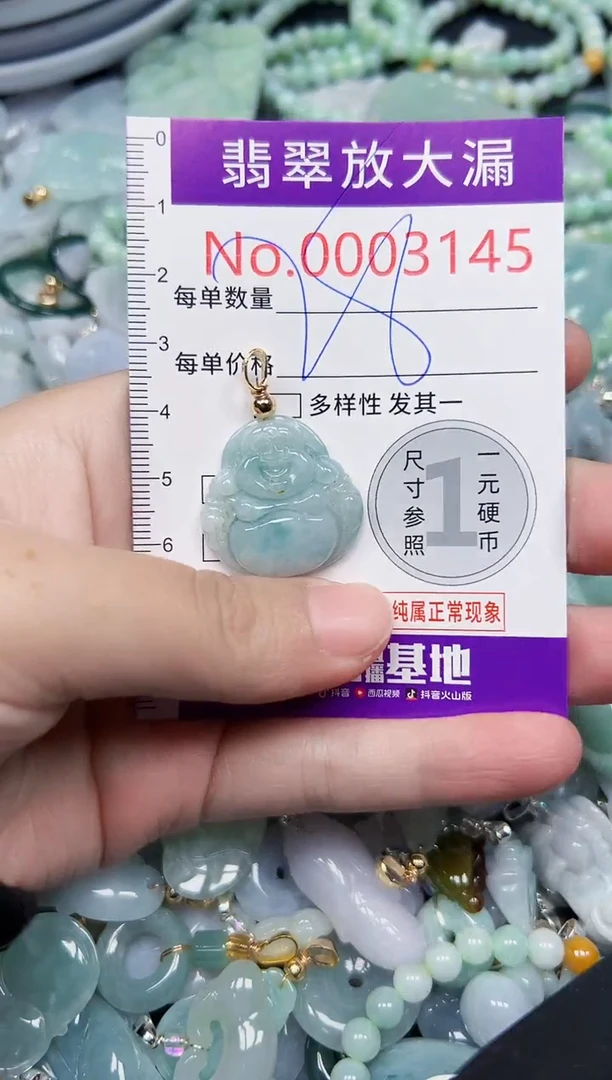 0
翡翠放大漏
1
No.0003145
2
每单数量
3
每单价格
4
多样性 发其一
5
尺寸参照
1
一元硬币
6
纯属正常现象
播基地
抖音 西瓜视频 抖音火山版